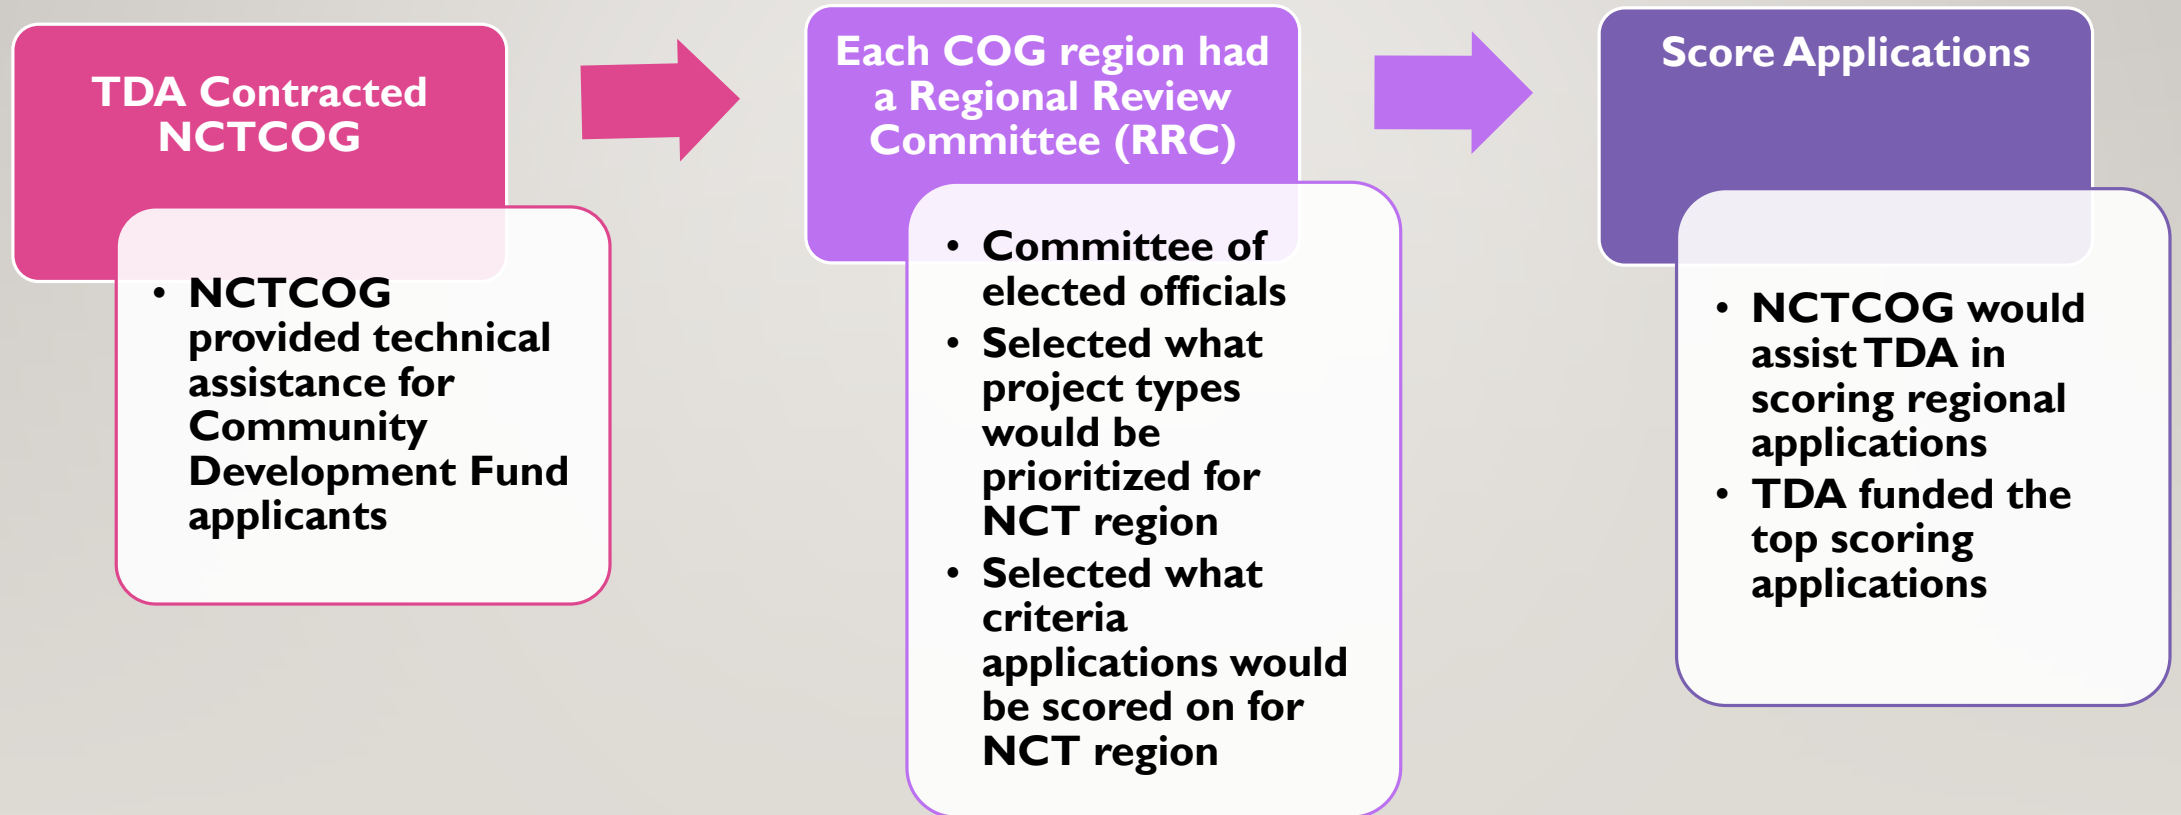 TDA Contracted
NCTCOG
• NCTCOG
provided technical
assistance for
Community
Development Fund
applicants
Each COG region had
a Regional Review
Committee (RRC)
• Committee of
elected officials
• Selected what
project types
would be
prioritized for
NCT region
• Selected what
criteria
applications would
be scored on for
NCT region
Score Applications
• NCTCOG would
assist TDA in
scoring regional
applications
• TDA funded the
top scoring
applications